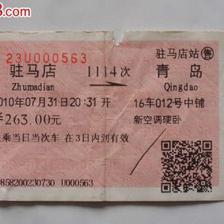 23U000563
驻马店站售
驻马店 1114次 青岛
Zhumadian Qingdao
010年07月31日20:31开 16车012号中铺
¥263.00元 新空调硬卧
乘当日当次车 在3日内到有效
858200230730 U000563